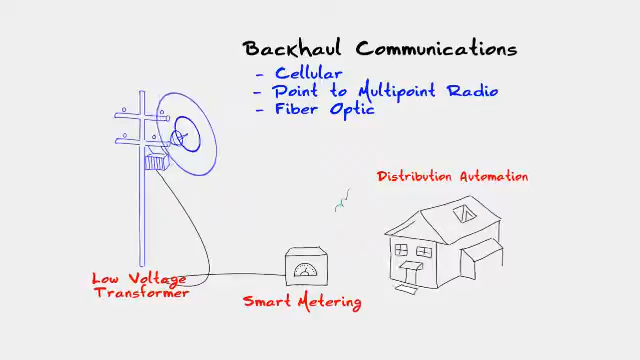 Backhaul Communications
- Cellular
- Point to Multipoint Radio
- Fiber Optic
Distribution Automation
Low Voltage
Transformer
Smart Metering